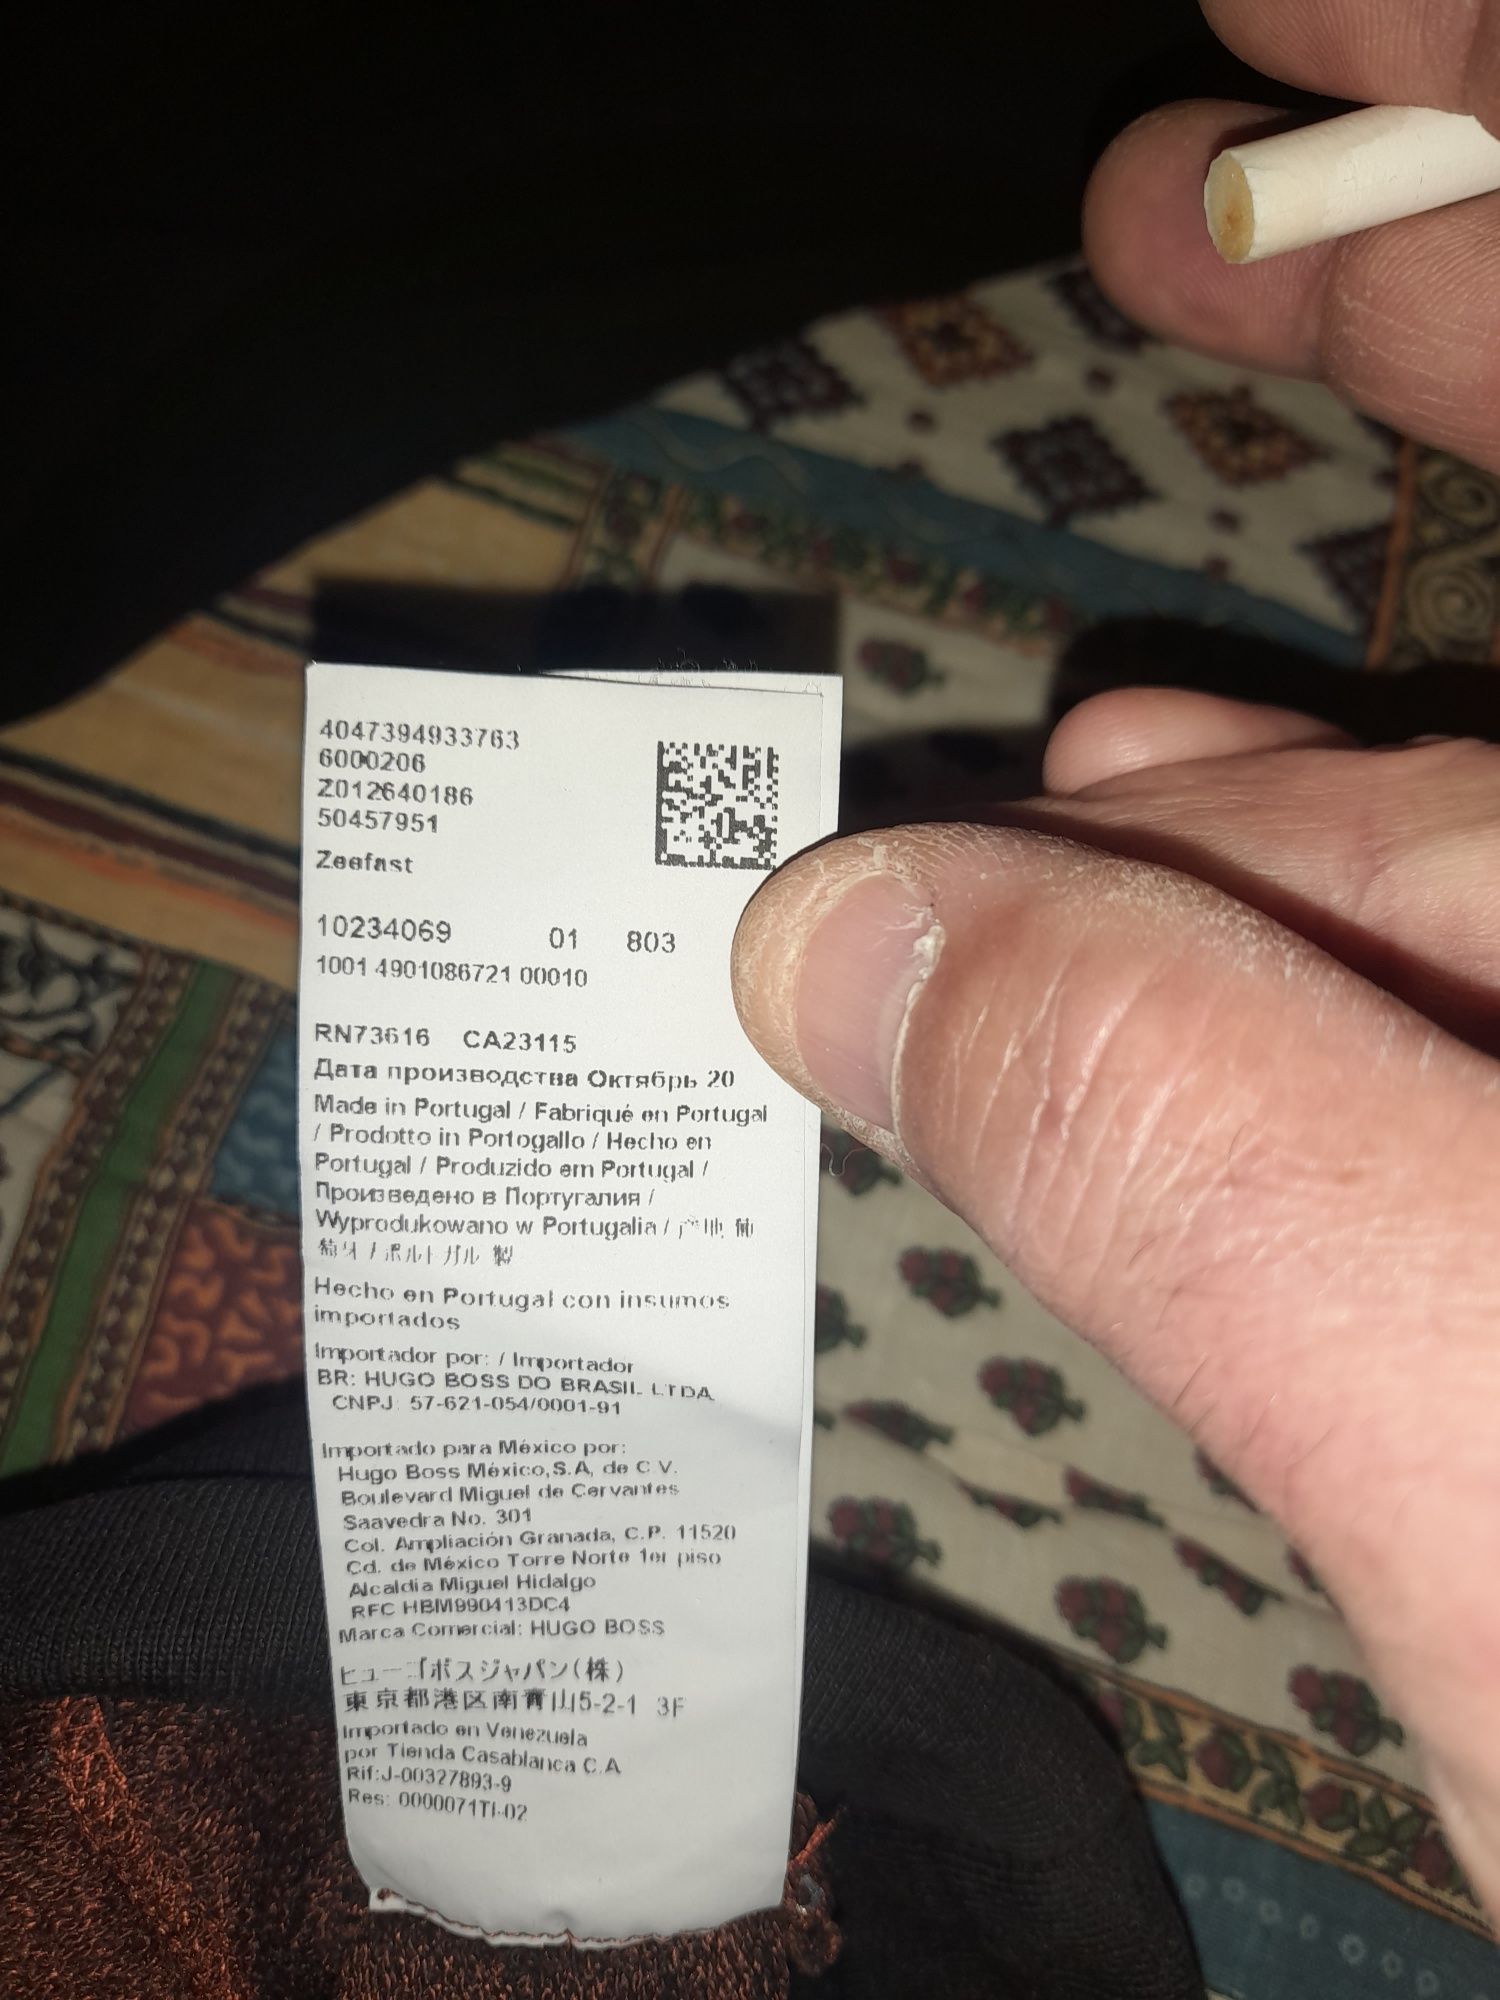 4047394933763
6000206
Z012640186
50457951
Zeefast
10234069 01 803
1001 4901086721 00010
RN73616 CA23115
Дата производства Октябрь 20
Made in Portugal / Fabriqué en Portugal
/ Prodotto in Portogallo / Hecho en
Portugal / Produzido em Portugal /
Произведено в Португалия /
Wyprodukowano w Portugalia / 产地 葡
萄牙 / ポルトガル 製
Hecho en Portugal con insumos
importados
Importador por: / Importador
BR: HUGO BOSS DO BRASIL LTDA
CNPJ: 57-621-054/0001-91
Importado para México por:
Hugo Boss México,S.A, de C.V.
Boulevard Miguel de Cervantes
Saavedra No. 301
Col. Ampliación Granada, C.P. 11520
Cd. de México Torre Norte 1er piso
Alcaldia Miguel Hidalgo
RFC HBM990413DC4
Marca Comercial: HUGO BOSS
ヒューゴボスジャパン(株)
東京都港区南青山5-2-1 3F
Importado en Venezuela
por Tienda Casablanca C.A
Rif:J-00327893-9
Res: 0000071TI-02